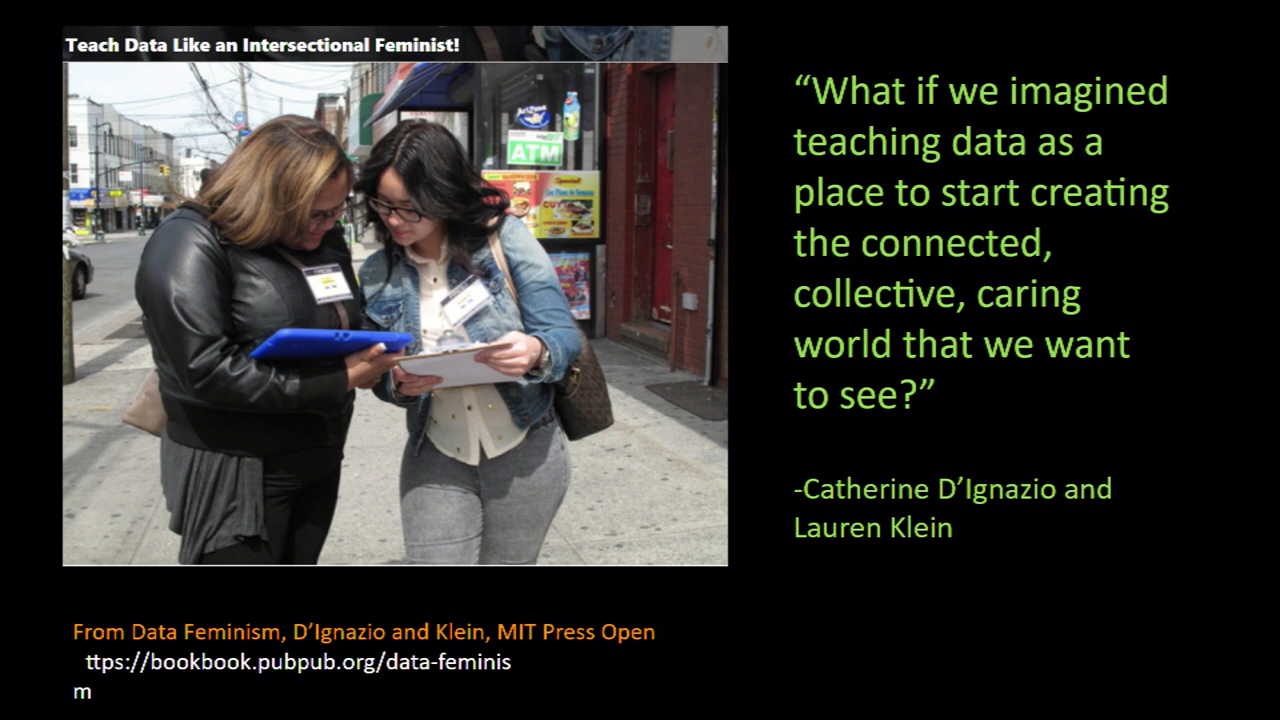 Teach Data Like an Intersectional Feminist!
“What if we imagined
teaching data as a
place to start creating
the connected,
collective, caring
world that we want
to see?”
-Catherine D’Ignazio and
Lauren Klein
ATM
From Data Feminism, D’Ignazio and Klein, MIT Press Open
ttps://bookbook.pubpub.org/data-feminis
m